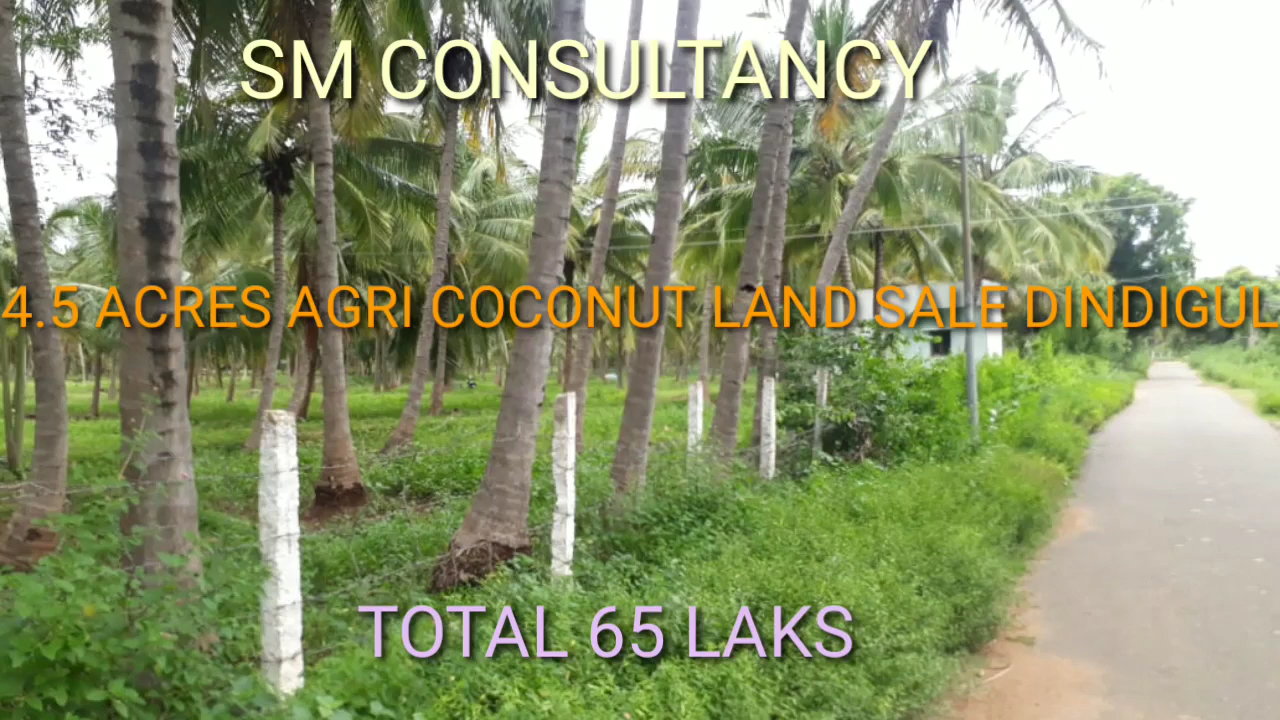 SM CONSULTANCY
4.5 ACRES AGRI COCONUT LAND SALE DINDIGUL
TOTAL 65 LAKS